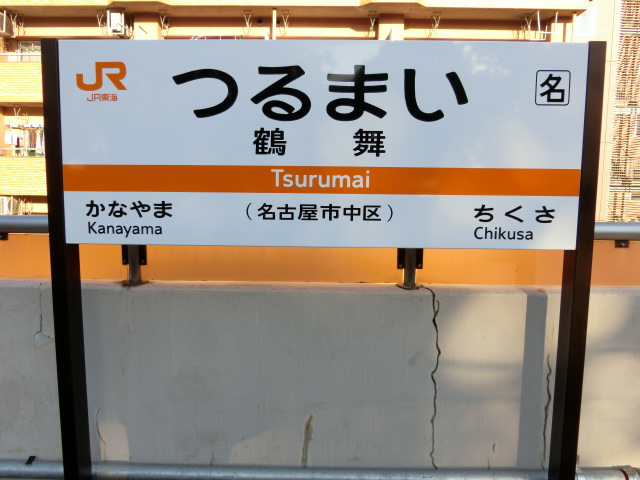 JR
JR東海
つるまい
名
鶴舞
Tsurumai
かなやま
Kanayama
（名古屋市中区）
ちくさ
Chikusa